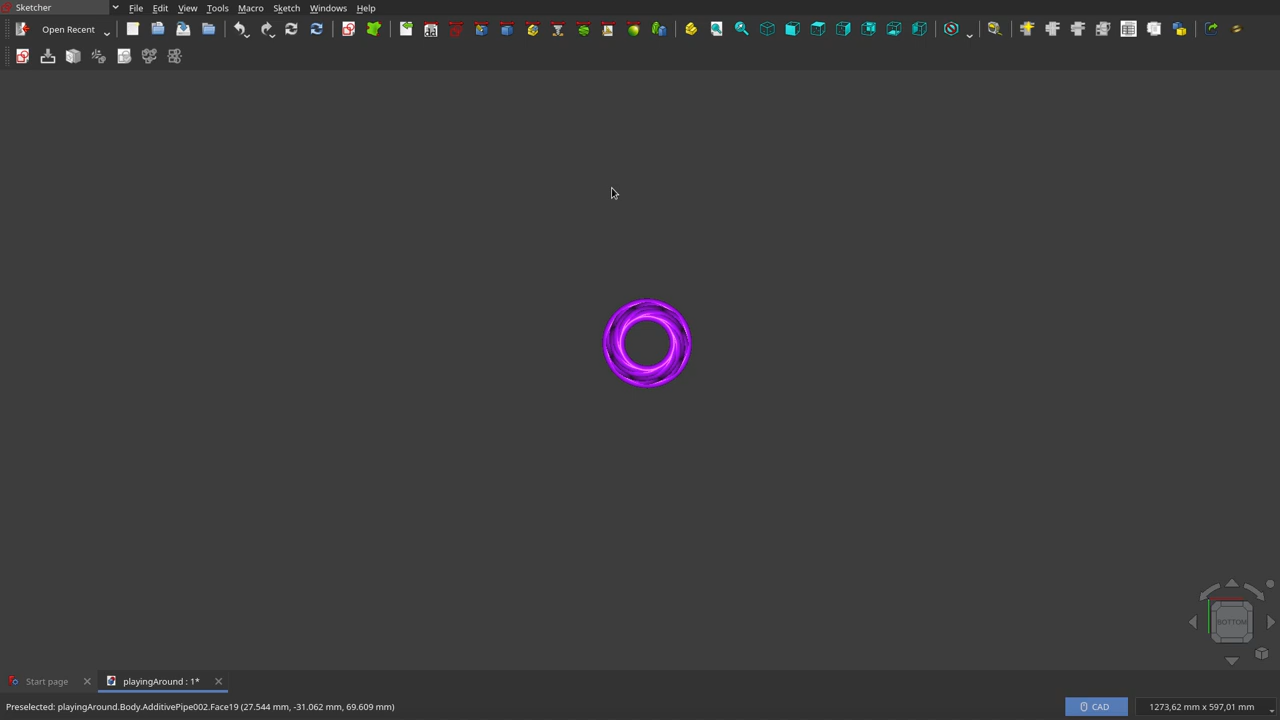 Sketcher File Edit View Tools Macro Sketch Windows Help
Open Recent
BOTTOM
Start page playingAround : 1*
Preselected: playingAround.Body.AdditivePipe002.Face19 (27.544 mm, -31.062 mm, 69.609 mm) CAD 1273,62 mm x 597,01 mm